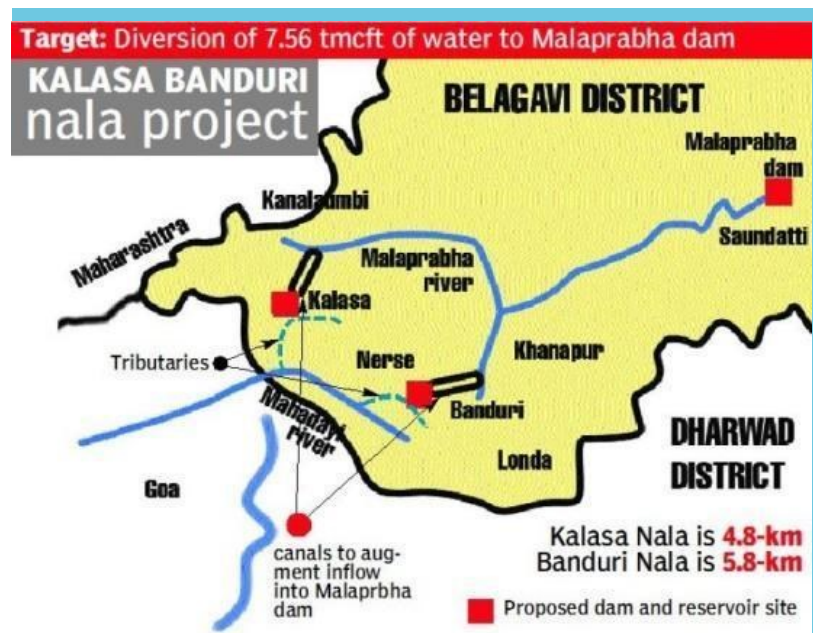 Target: Diversion of 7.56 tmcft of water to Malaprabha dam
KALASA BANDURI
nala project
BELAGAVI DISTRICT
Malaprabha
dam
Kanalaumbi
Saundatti
Maharashtra
Malaprabha
river
Kalasa
Tributaries
Nerse
Khanapur
Mahadayi
river
Banduri
Londa
DHARWAD
DISTRICT
Goa
canals to aug-
ment inflow
into Malaprbha
dam
Kalasa Nala is 4.8-km
Banduri Nala is 5.8-km
Proposed dam and reservoir site